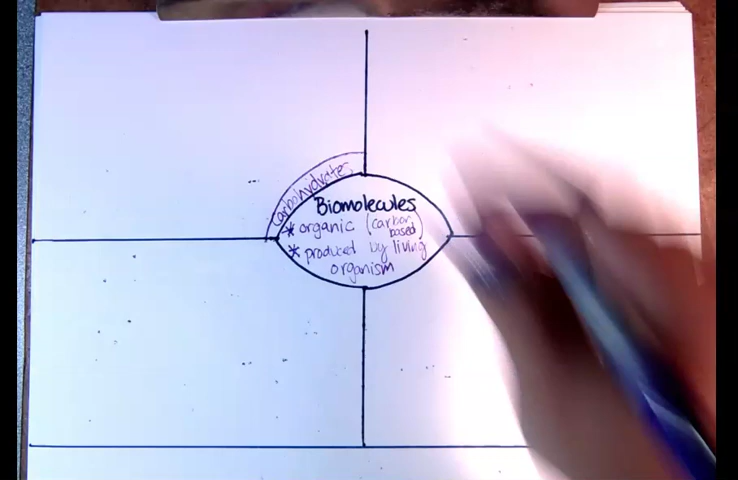 Carbohydrates
Biomolecules
* organic (carbon
based)
* produced by living
organism